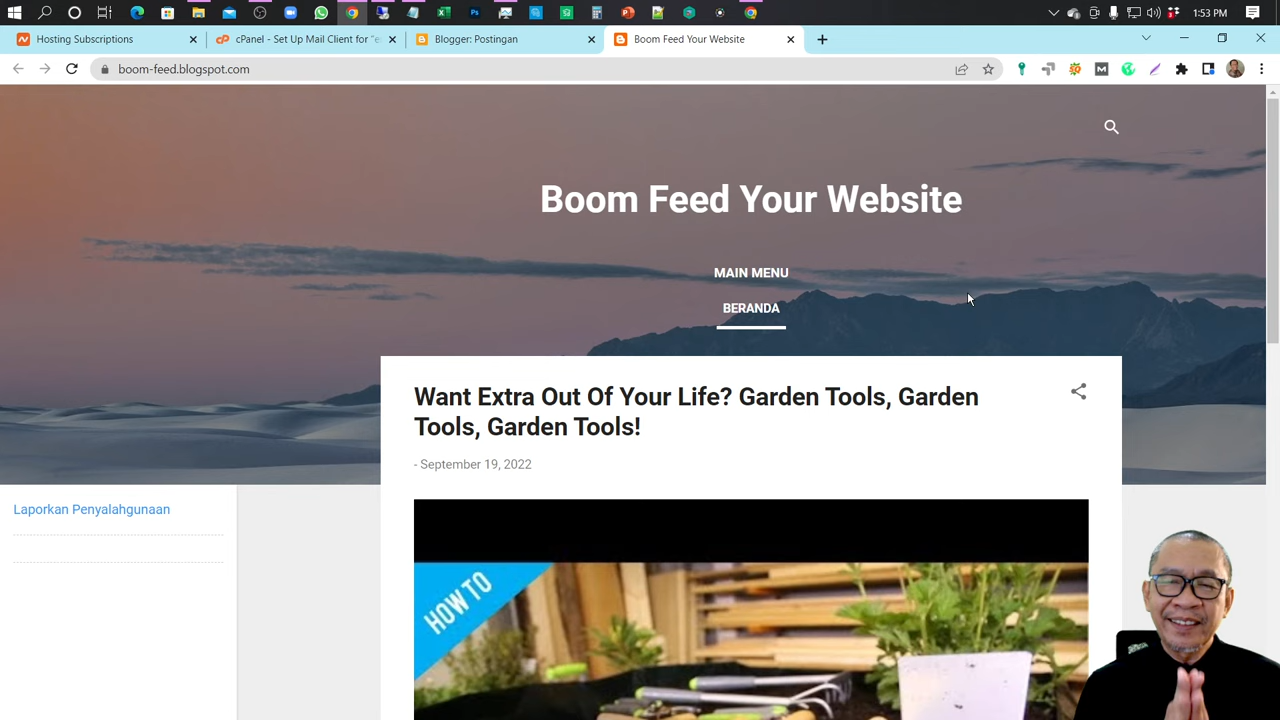 1:53 PM
Hosting Subscriptions
cPanel - Set Up Mail Client for "e
Blogger: Postingan
Boom Feed Your Website
boom-feed.blogspot.com
Boom Feed Your Website
MAIN MENU
BERANDA
Want Extra Out Of Your Life? Garden Tools, Garden
Tools, Garden Tools!
- September 19, 2022
Laporkan Penyalahgunaan
HOW TO